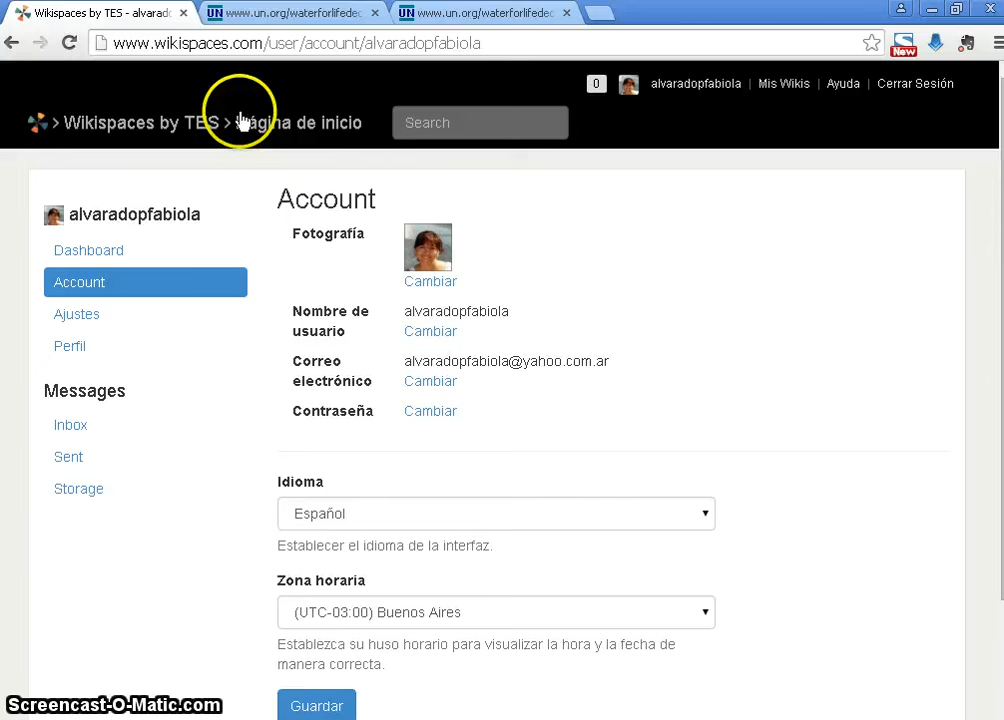 Wikispaces by TES - alvarado
www.un.org/waterforlifedec
www.un.org/waterforlifedec
www.wikispaces.com/user/account/alvaradopfabiola
New
0
alvaradopfabiola | Mis Wikis | Ayuda | Cerrar Sesión
> Wikispaces by TES > Página de inicio
Search
alvaradopfabiola
Dashboard
Account
Ajustes
Perfil
Messages
Inbox
Sent
Storage
Account
Fotografía
Cambiar
Nombre de usuario
alvaradopfabiola
Cambiar
Correo electrónico
alvaradopfabiola@yahoo.com.ar
Cambiar
Contraseña
Cambiar
Idioma
Español
Establecer el idioma de la interfaz.
Zona horaria
(UTC-03:00) Buenos Aires
Establezca su huso horario para visualizar la hora y la fecha de
manera correcta.
Guardar
Screencast-O-Matic.com